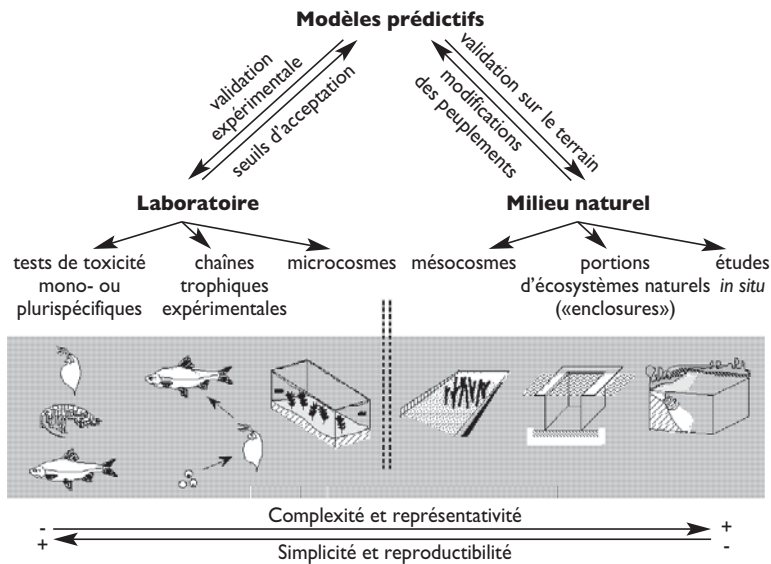 Modèles prédictifs
validation
expérimentale
seuils d'acceptation
validation sur le terrain
modifications
des peuplements
Laboratoire
Milieu naturel
tests de toxicité
mono- ou
plurispécifiques
chaînes
trophiques
expérimentales
microcosmes
mésocosmes
portions
d'écosystèmes naturels
(«enclosures»)
études
in situ
- Complexité et représentativité +
+ Simplicité et reproductibilité -